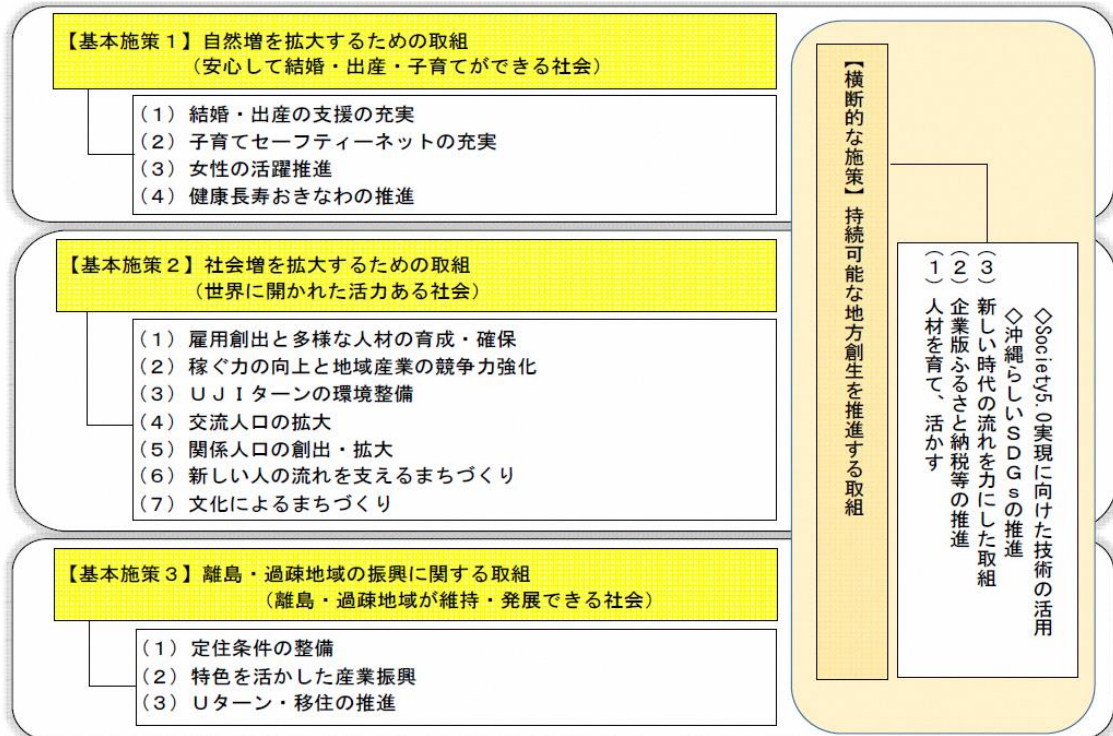 【基本施策１】自然増を拡大するための取組
（安心して結婚・出産・子育てができる社会）
（１）結婚・出産の支援の充実
（２）子育てセーフティーネットの充実
（３）女性の活躍推進
（４）健康長寿おきなわの推進
【基本施策２】社会増を拡大するための取組
（世界に開かれた活力ある社会）
（１）雇用創出と多様な人材の育成・確保
（２）稼ぐ力の向上と地域産業の競争力強化
（３）ＵＪＩターンの環境整備
（４）交流人口の拡大
（５）関係人口の創出・拡大
（６）新しい人の流れを支えるまちづくり
（７）文化によるまちづくり
【基本施策３】離島・過疎地域の振興に関する取組
（離島・過疎地域が維持・発展できる社会）
（１）定住条件の整備
（２）特色を活かした産業振興
（３）Ｕターン・移住の推進
【横断的な施策】持続可能な地方創生を推進する取組
（１）人材を育て、活かす
（２）企業版ふるさと納税等の推進
（３）新しい時代の流れを力にした取組
◇沖縄らしいＳＤＧｓの推進
◇Society5.0実現に向けた技術の活用